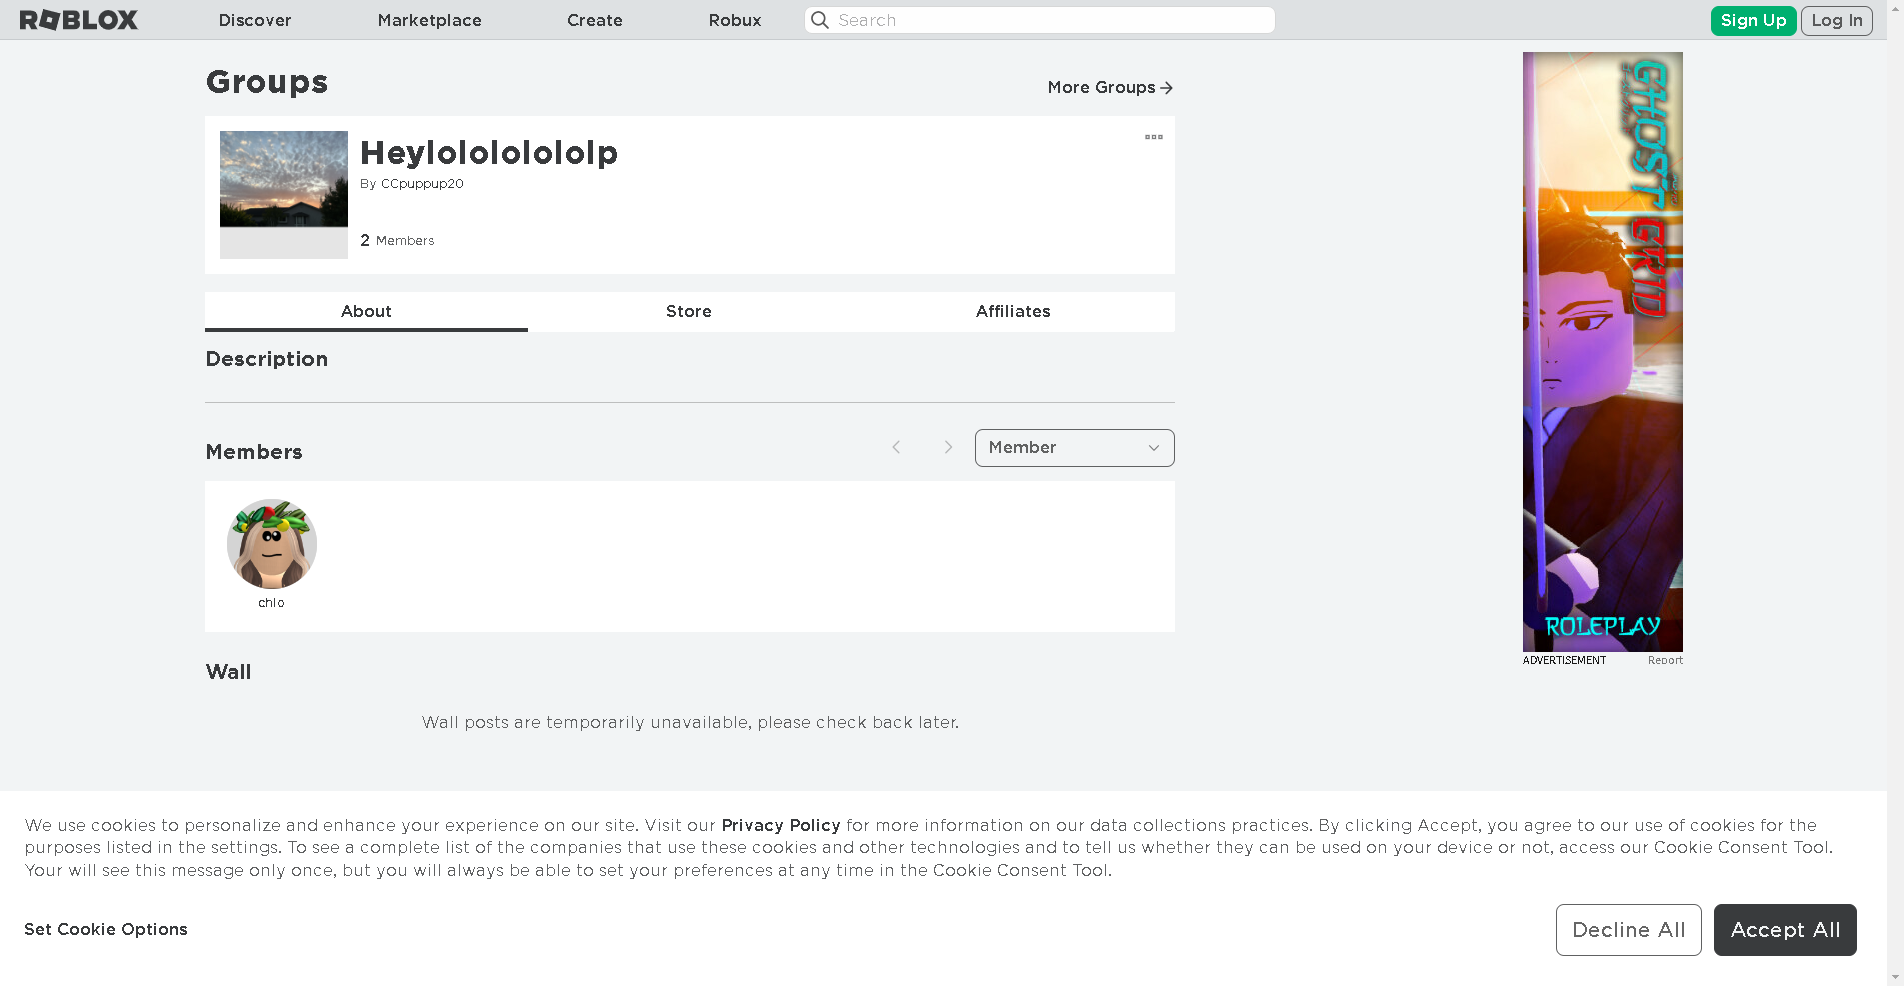 ROBLOX
Discover
Marketplace
Create
Robux
Search
Sign Up
Log In
Groups
More Groups
Heylololololol​p
By CCpuppup20
2 Members
About
Store
Affiliates
Description
Members
Member
chlo
Wall
Wall posts are temporarily unavailable, please check back later.
GHOST GRID
ROLEPLAY
ADVERTISEMENT
Report
We use cookies to personalize and enhance your experience on our site. Visit our Privacy Policy for more information on our data collections practices. By clicking Accept, you agree to our use of cookies for the
purposes listed in the settings. To see a complete list of the companies that use these cookies and other technologies and to tell us whether they can be used on your device or not, access our Cookie Consent Tool.
Your will see this message only once, but you will always be able to set your preferences at any time in the Cookie Consent Tool.
Set Cookie Options
Decline All
Accept All